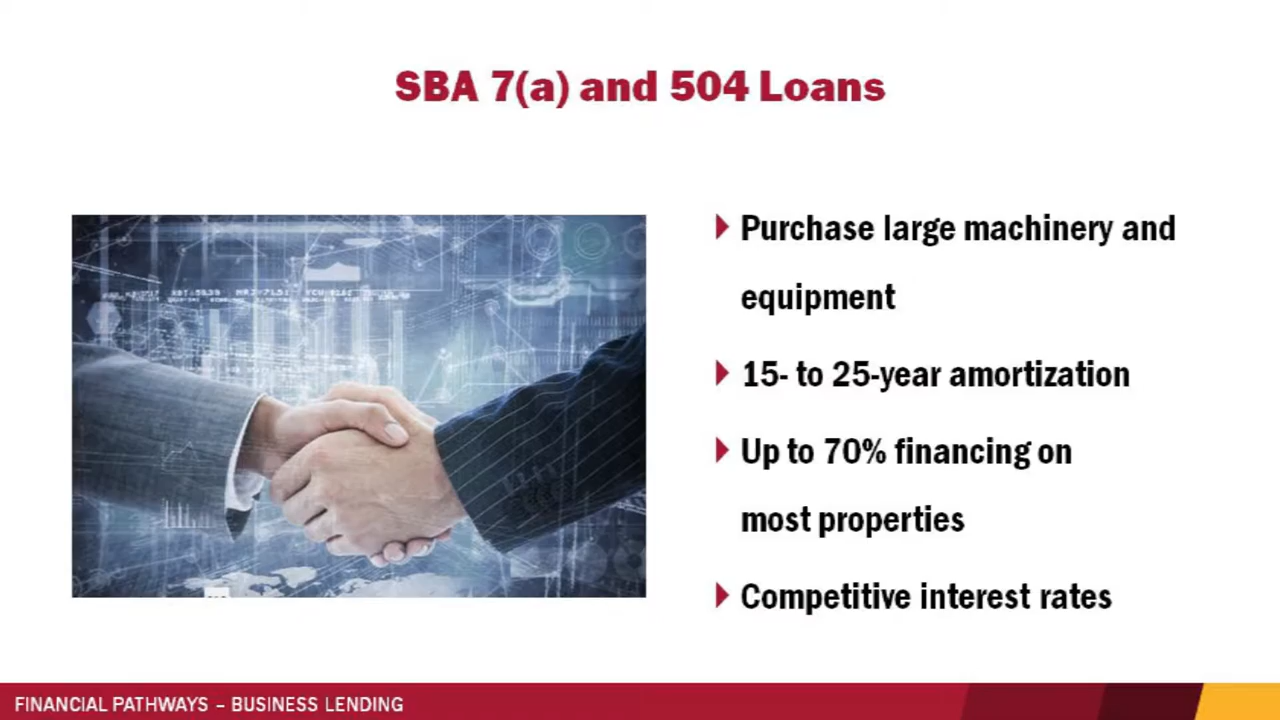 SBA 7(a) and 504 Loans
Purchase large machinery and
equipment
15- to 25-year amortization
Up to 70% financing on
most properties
Competitive interest rates
FINANCIAL PATHWAYS – BUSINESS LENDING